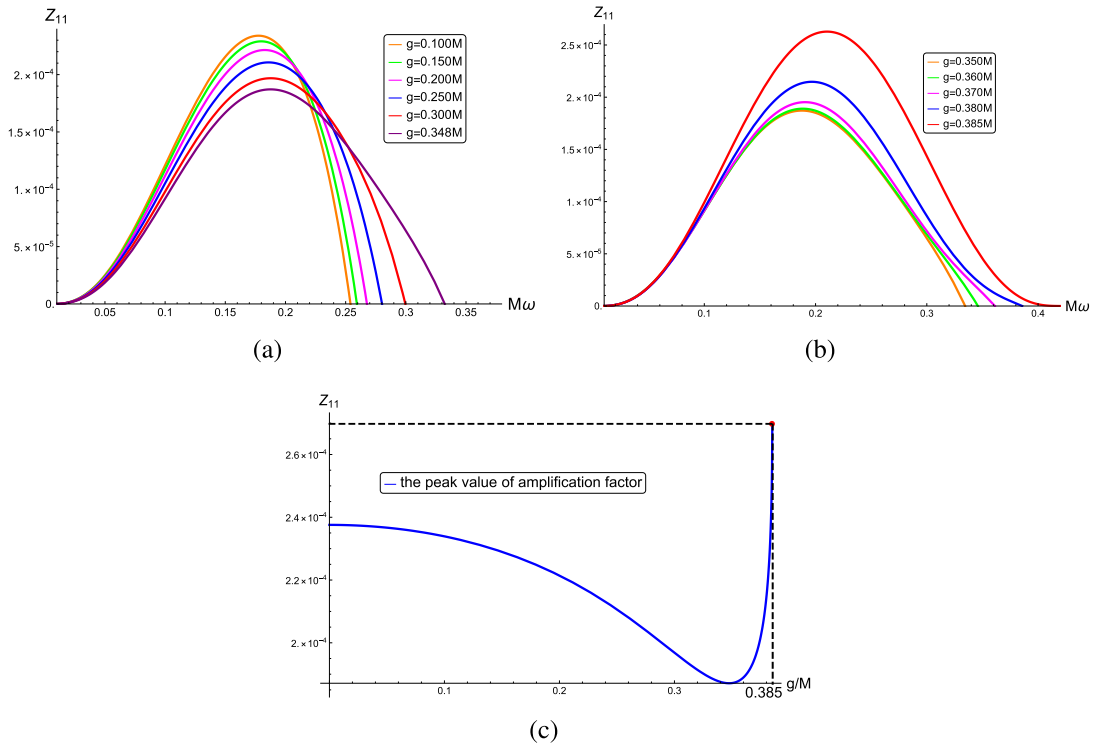 Z₁₁
2.×10⁻⁴
1.5×10⁻⁴
1.×10⁻⁴
5.×10⁻⁵
0.
0.05 0.1 0.15 0.2 0.25 0.3 0.35
Mω
g=0.100M
g=0.150M
g=0.200M
g=0.250M
g=0.300M
g=0.348M
(a)
Z₁₁
2.5×10⁻⁴
2.×10⁻⁴
1.5×10⁻⁴
1.×10⁻⁴
5.×10⁻⁵
0.
0.1 0.2 0.3 0.4
Mω
g=0.350M
g=0.360M
g=0.370M
g=0.380M
g=0.385M
(b)
Z₁₁
2.6×10⁻⁴
2.4×10⁻⁴
2.2×10⁻⁴
2.×10⁻⁴
the peak value of amplification factor
0.1 0.2 0.3 0.385
g/M
(c)